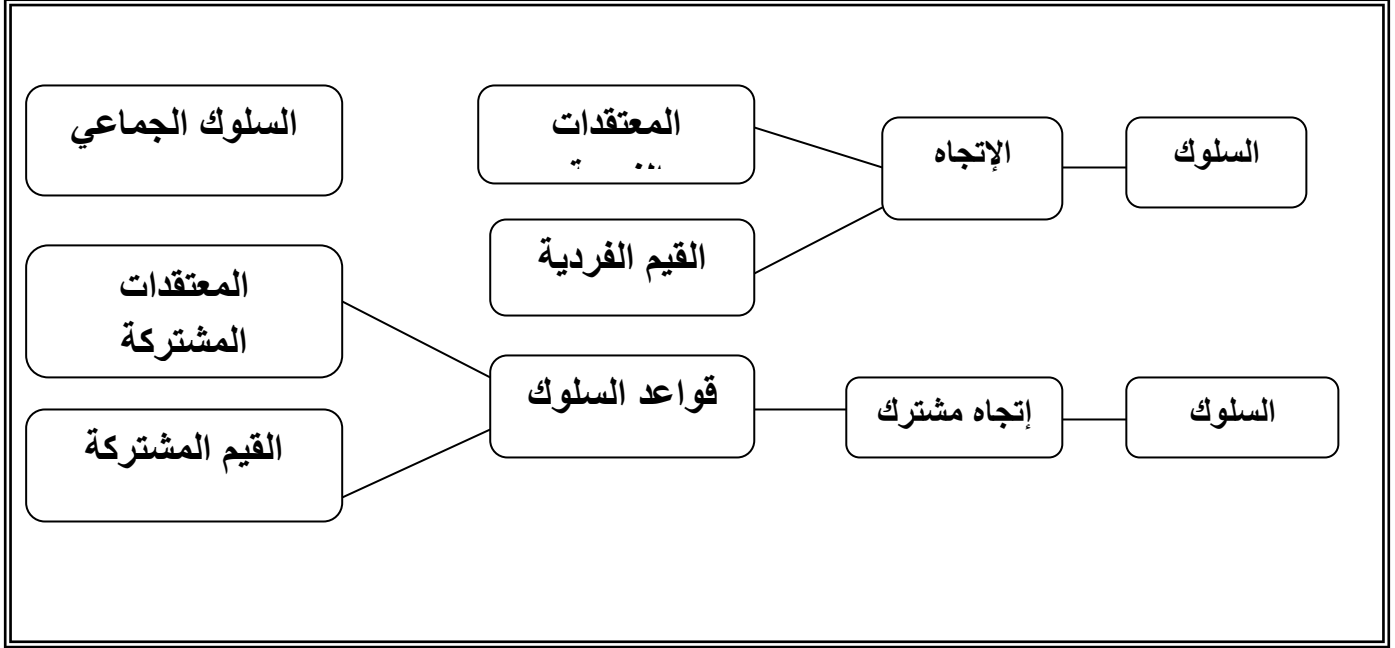 السلوك الجماعي
المعتقدات
الإتجاه
السلوك
القيم الفردية
المعتقدات
المشتركة
قواعد السلوك
إتجاه مشترك
السلوك
القيم المشتركة